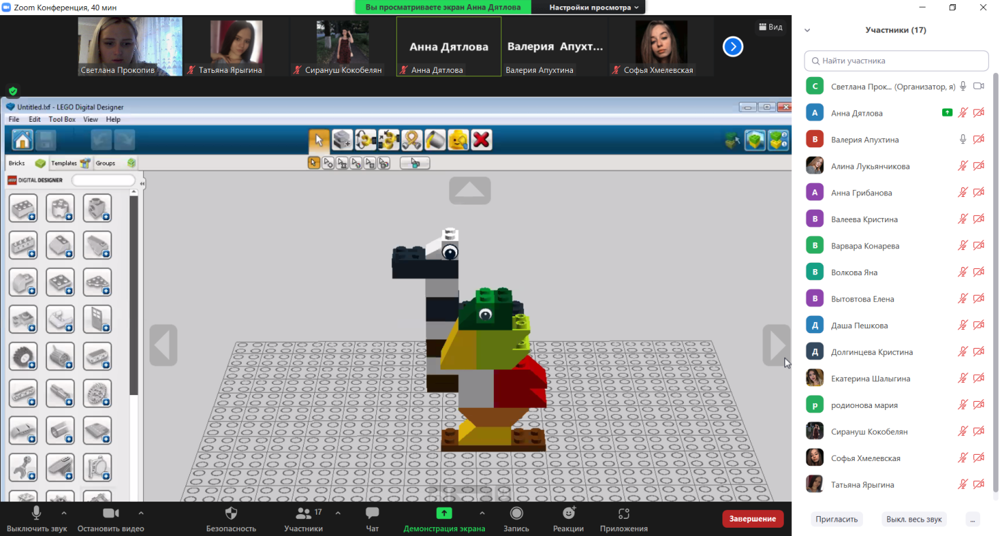 Zoom Конференция, 40 мин
Вы просматриваете экран Анна Дятлова
Настройки просмотра
Вид
Анна Дятлова
Валерия Апухт...
Светлана Прокопив
Татьяна Ярыгина
Сирануш Кокобелян
Анна Дятлова
Валерия Апухтина
Софья Хмелевская
Untitled.lxf - LEGO Digital Designer
File Edit Tool Box View Help
Bricks Templates Groups
LEGO DIGITAL DESIGNER
Участники (17)
Найти участника
С Светлана Прок... (Организатор, я)
А Анна Дятлова
В Валерия Апухтина
Алина Лукьянчикова
А Анна Грибанова
В Валеева Кристина
В Варвара Конарева
В Волкова Яна
В Вытовтова Елена
Д Даша Пешкова
Д Долгинцева Кристина
Екатерина Шалыгина
р родионова мария
Сирануш Кокобелян
Софья Хмелевская
Татьяна Ярыгина
Пригласить
Выкл. весь звук
...
17
Выключить звук
Остановить видео
Безопасность
Участники
Чат
Демонстрация экрана
Запись
Реакции
Приложения
Завершение